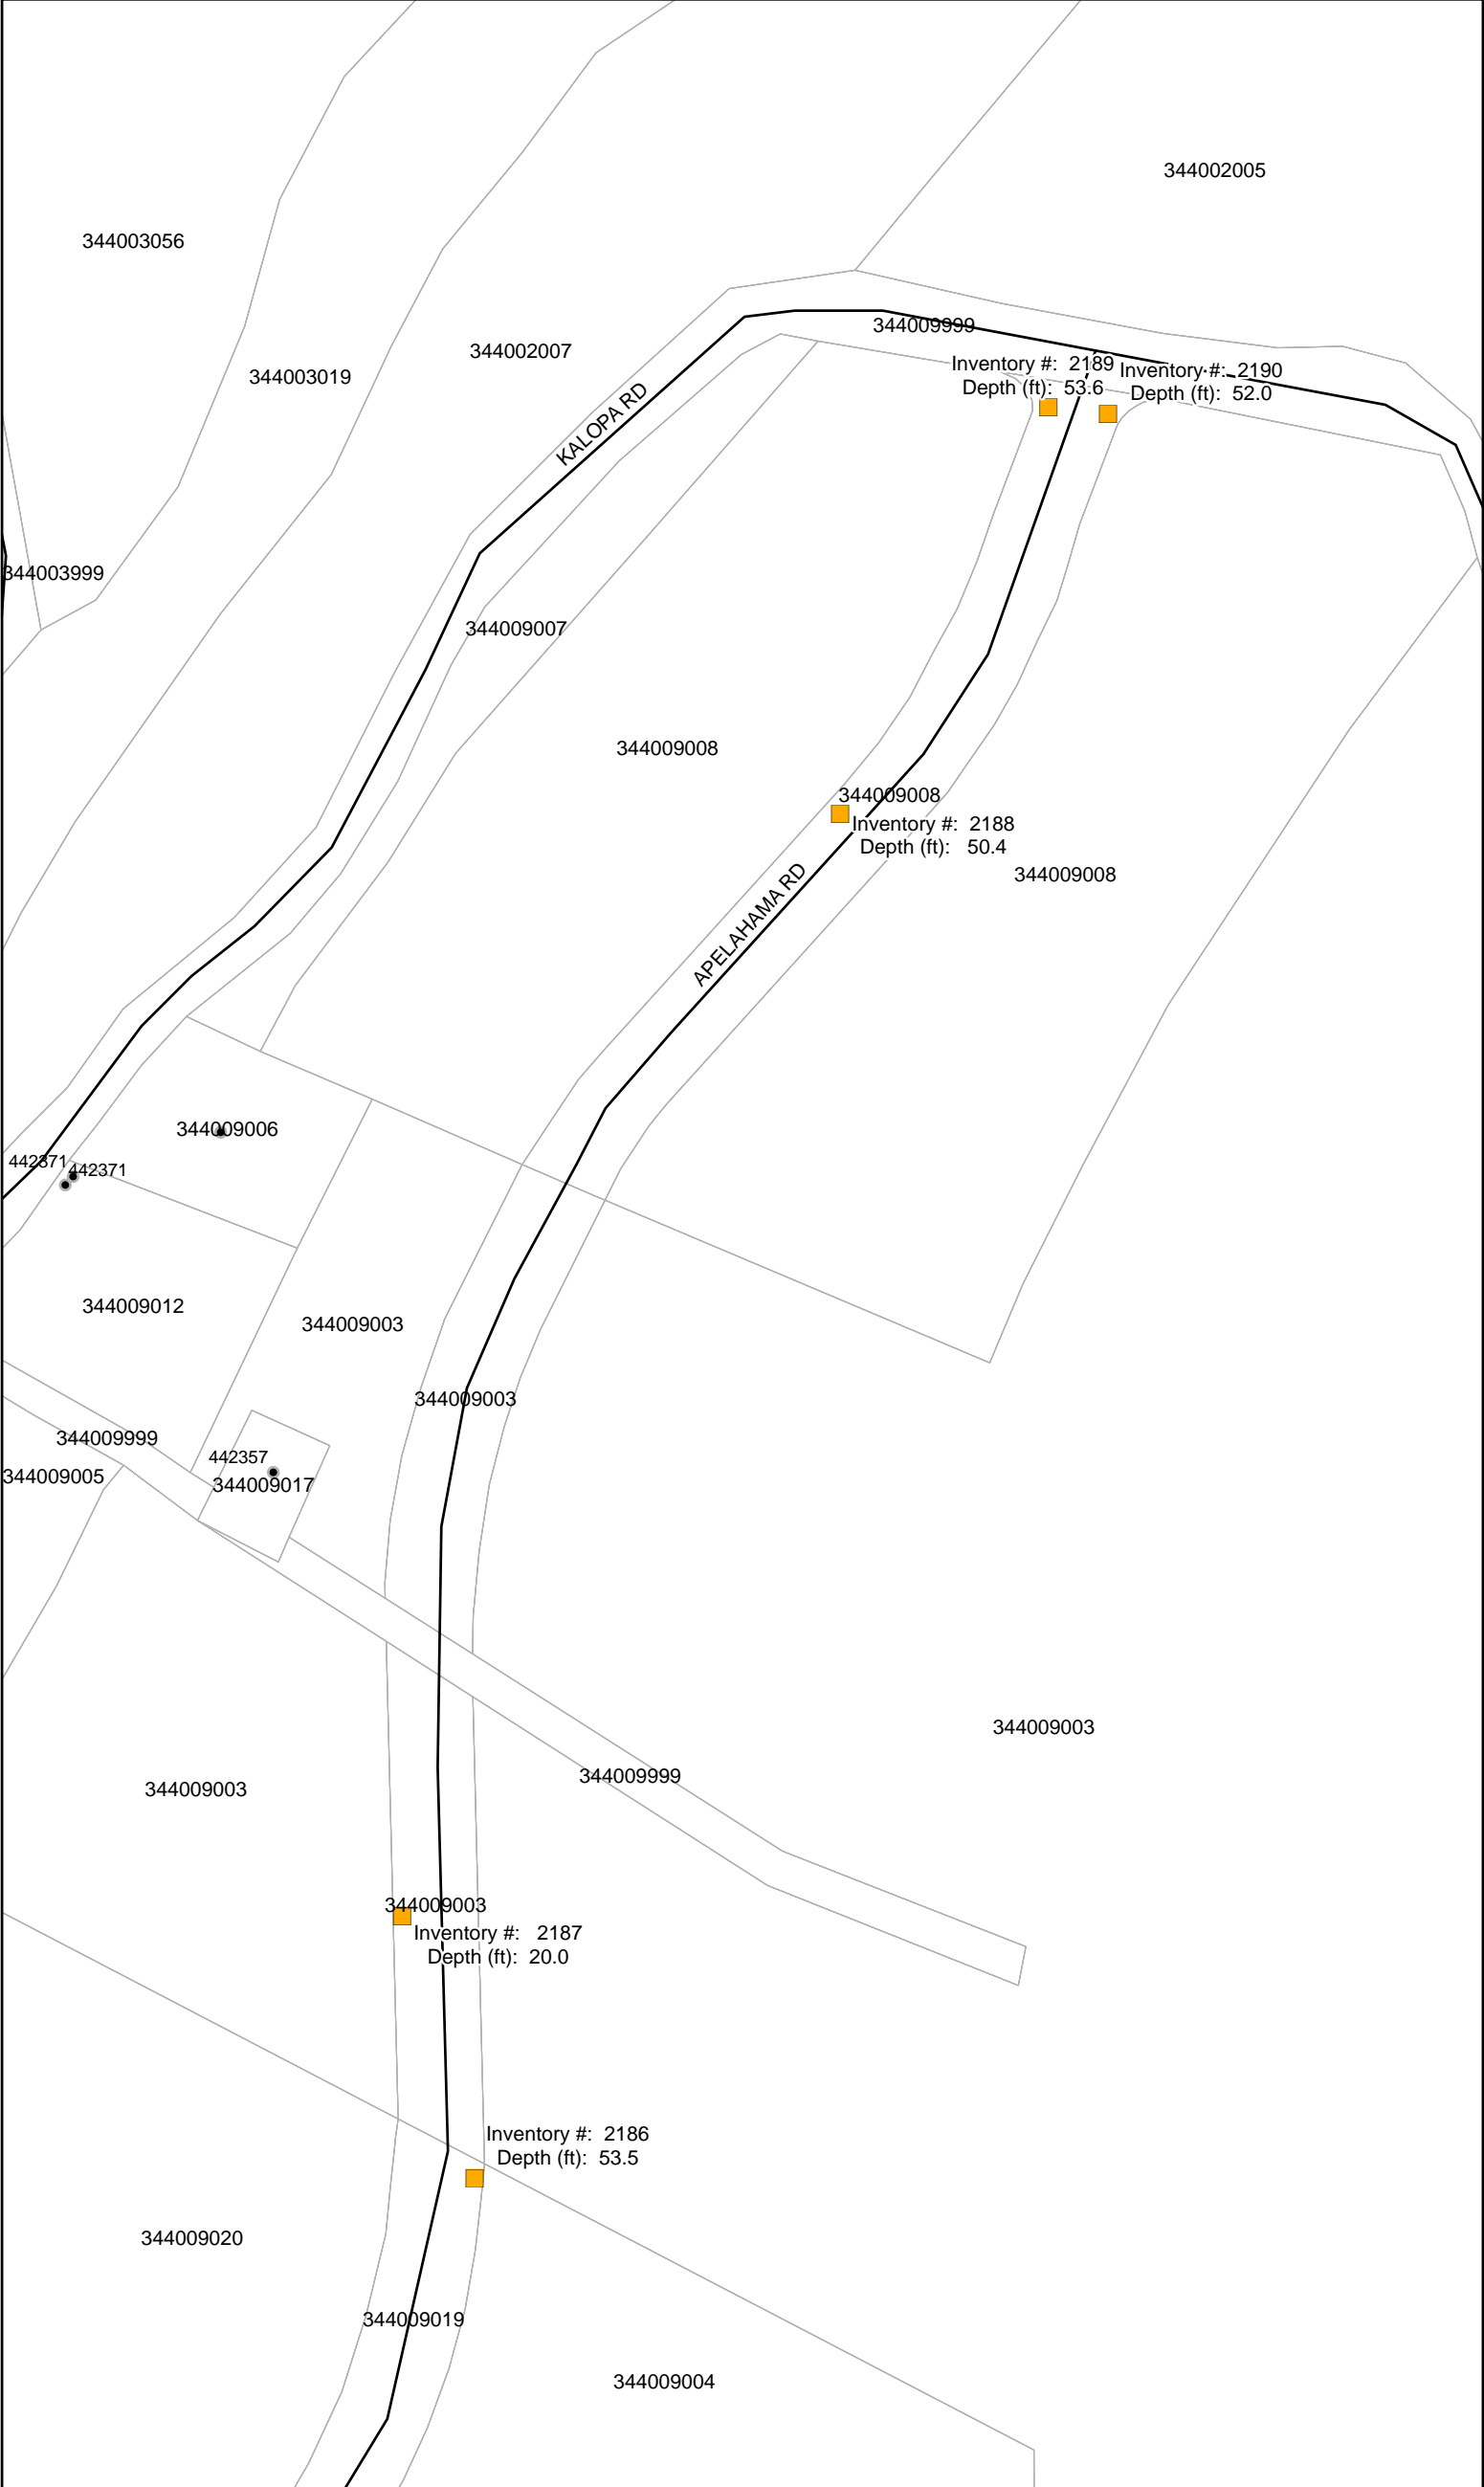 344002005
344003056
344009999
344002007
Inventory #: 2189
Depth (ft): 53.6
Inventory #: 2190
Depth (ft): 52.0
344003019
KALOPA RD
344003999
344009007
344009008
344009008
Inventory #: 2188
Depth (ft): 50.4
344009008
APELAHAMA RD
344009006
442371
442371
344009012
344009003
344009003
344009999
442357
344009005
344009017
344009003
344009999
344009003
344009003
Inventory #: 2187
Depth (ft): 20.0
Inventory #: 2186
Depth (ft): 53.5
344009020
344009019
344009004